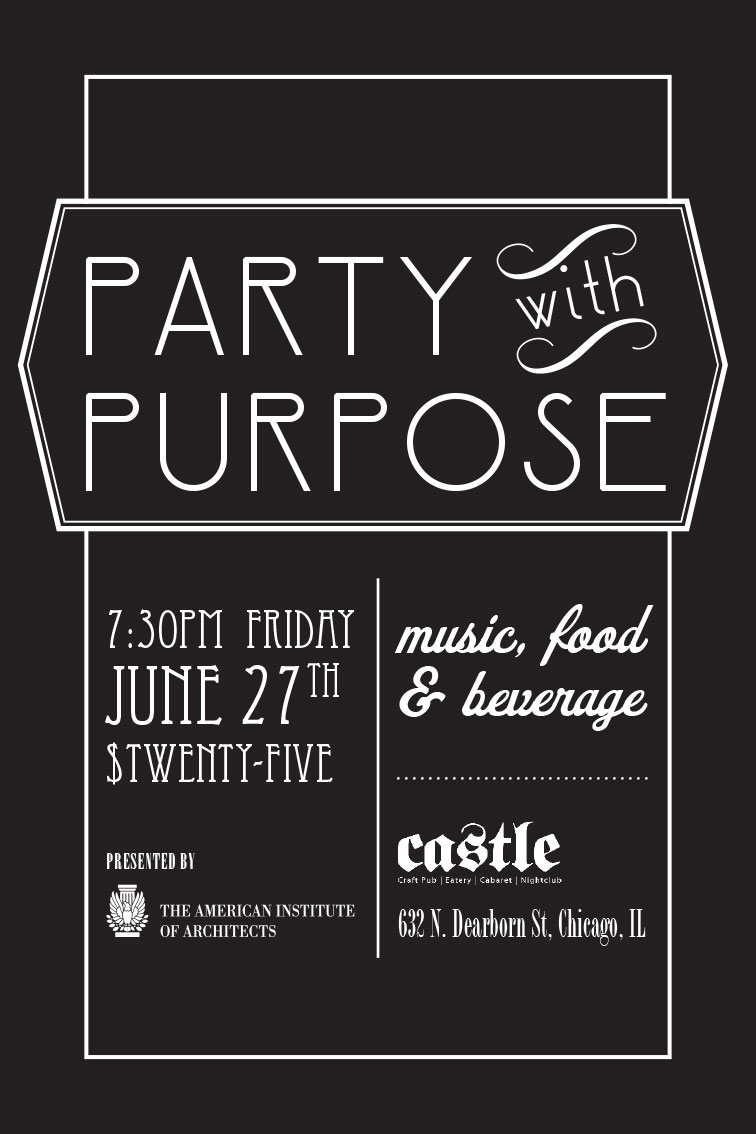 PARTY with
PURPOSE
7:30PM FRIDAY
JUNE 27TH
$TWENTY-FIVE
PRESENTED BY
THE AMERICAN INSTITUTE
OF ARCHITECTS
music, food
& beverage
castle
Craft Pub | Eatery | Cabaret | Nightclub
632 N. Dearborn St, Chicago, IL